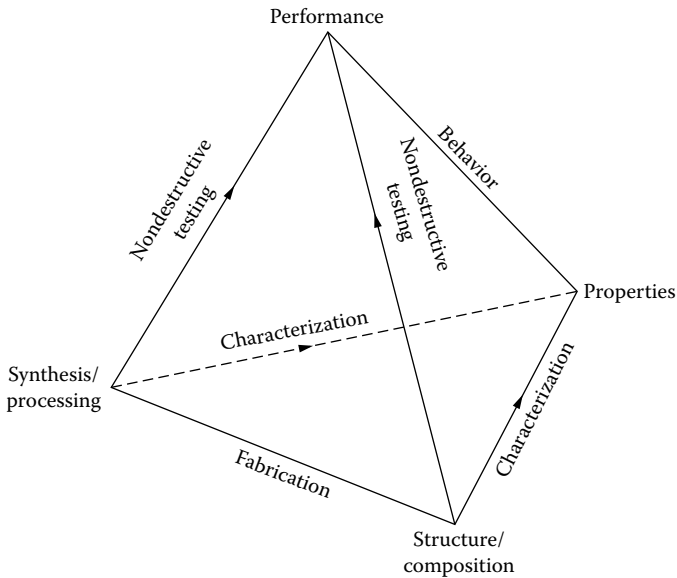 Performance
Nondestructive
testing
Nondestructive
testing
Behavior
Properties
Characterization
Synthesis/
processing
Characterization
Fabrication
Structure/
composition